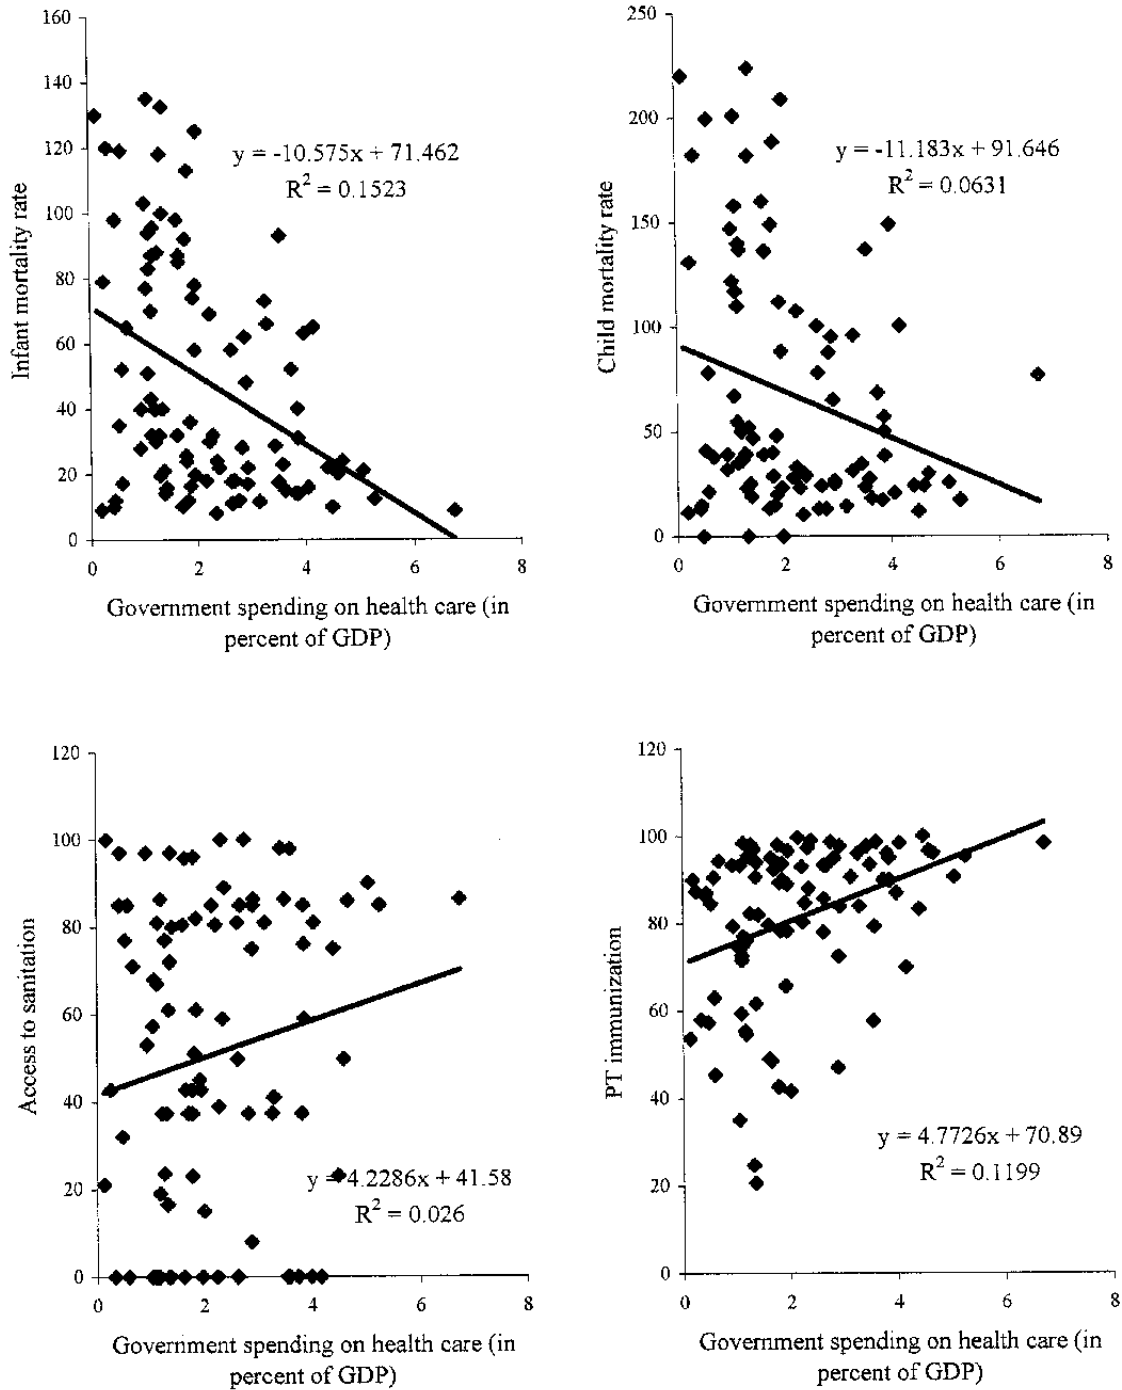 160
140
120
100
80
60
40
20
0
Infant mortality rate
y = -10.575x + 71.462
R² = 0.1523
0 2 4 6 8
Government spending on health care (in
percent of GDP)
250
200
150
100
50
0
Child mortality rate
y = -11.183x + 91.646
R² = 0.0631
0 2 4 6 8
Government spending on health care (in
percent of GDP)
120
100
80
60
40
20
0
Access to sanitation
y = 4.2286x + 41.58
R² = 0.026
0 2 4 6 8
Government spending on health care (in
percent of GDP)
120
100
80
60
40
20
0
PT immunization
y = 4.7726x + 70.89
R² = 0.1199
0 2 4 6 8
Government spending on health care (in
percent of GDP)